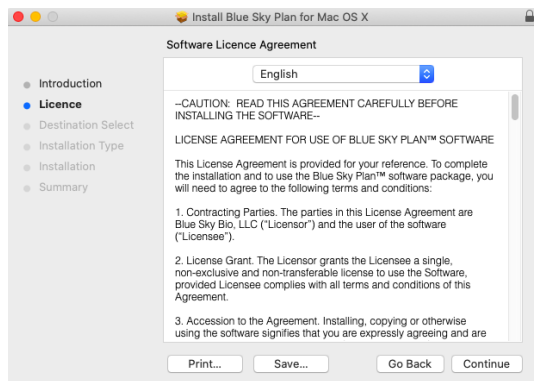 Install Blue Sky Plan for Mac OS X
Software Licence Agreement
Introduction
Licence
Destination Select
Installation Type
Installation
Summary
English
--CAUTION: READ THIS AGREEMENT CAREFULLY BEFORE
INSTALLING THE SOFTWARE--
LICENSE AGREEMENT FOR USE OF BLUE SKY PLAN™ SOFTWARE
This License Agreement is provided for your reference. To complete
the installation and to use the Blue Sky Plan™ software package, you
will need to agree to the following terms and conditions:
1. Contracting Parties. The parties in this License Agreement are
Blue Sky Bio, LLC (“Licensor”) and the user of the software
(“Licensee”).
2. License Grant. The Licensor grants the Licensee a single,
non-exclusive and non-transferable license to use the Software,
provided Licensee complies with all terms and conditions of this
Agreement.
3. Accession to the Agreement. Installing, copying or otherwise
using the software signifies that you are expressly agreeing and are
Print...
Save...
Go Back
Continue